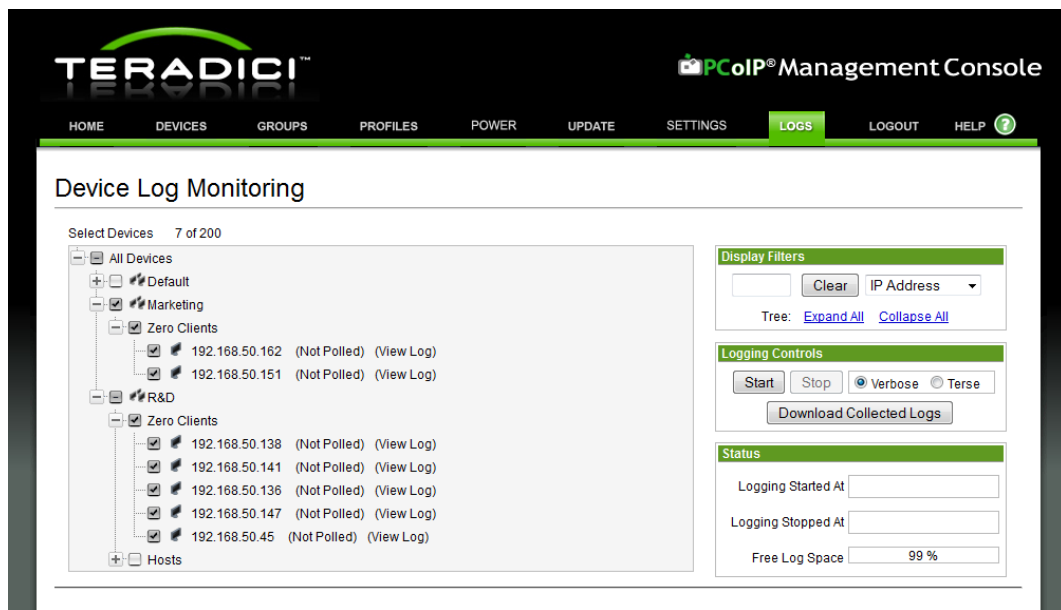 TERADICI™
PCoIP® Management Console
HOME DEVICES GROUPS PROFILES POWER UPDATE SETTINGS LOGS LOGOUT HELP ?
Device Log Monitoring
Select Devices 7 of 200
All Devices
Default
Marketing
Zero Clients
192.168.50.162 (Not Polled) (View Log)
192.168.50.151 (Not Polled) (View Log)
R&D
Zero Clients
192.168.50.138 (Not Polled) (View Log)
192.168.50.141 (Not Polled) (View Log)
192.168.50.136 (Not Polled) (View Log)
192.168.50.147 (Not Polled) (View Log)
192.168.50.45 (Not Polled) (View Log)
Hosts
Display Filters
Clear IP Address
Tree: Expand All Collapse All
Logging Controls
Start Stop Verbose Terse
Download Collected Logs
Status
Logging Started At
Logging Stopped At
Free Log Space 99 %